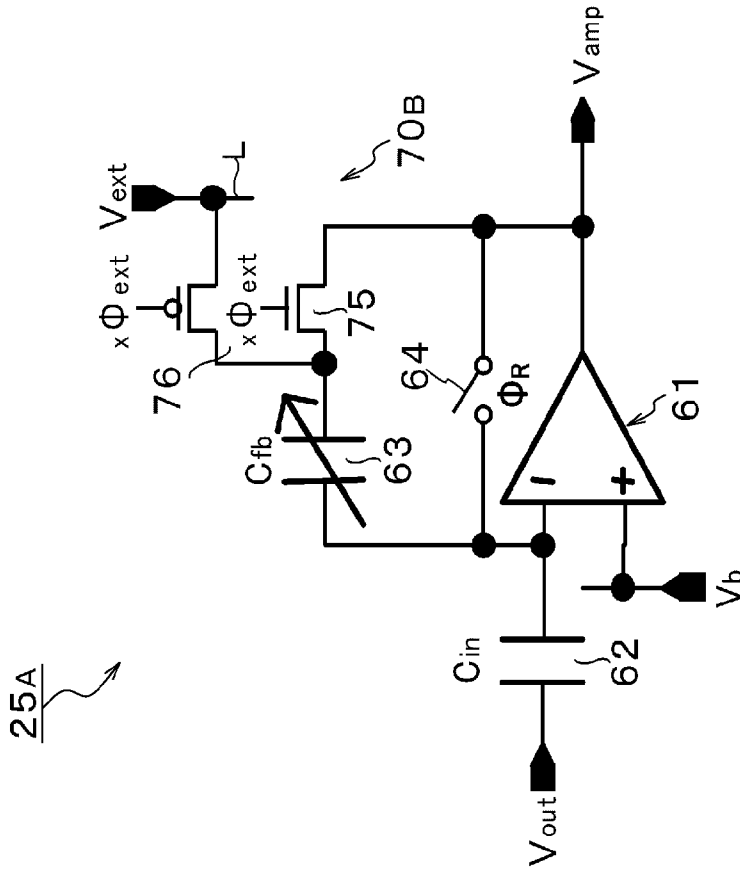 25A
Vext
L
xΦext
xΦext
70B
76
75
Cfb
63
64
ΦR
Vamp
61
-
+
Cin
62
Vout
Vb